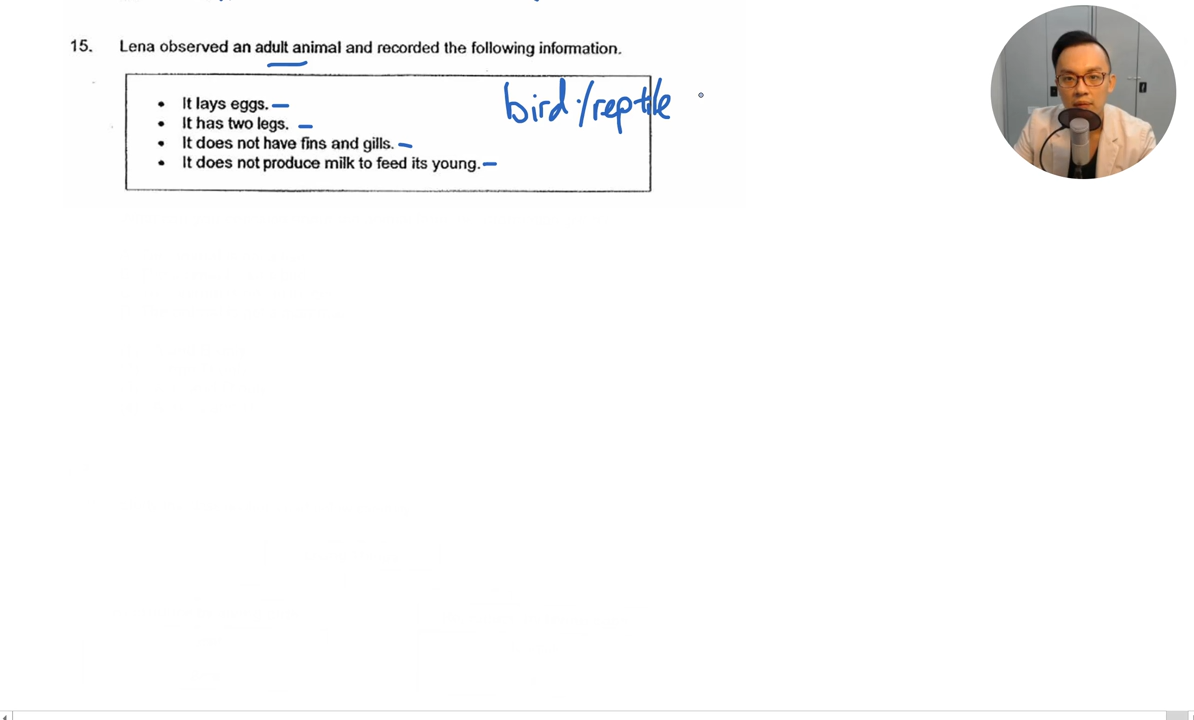 15. Lena observed an adult animal and recorded the following information.
• It lays eggs.
• It has two legs.
• It does not have fins and gills.
• It does not produce milk to feed its young.
bird/reptile